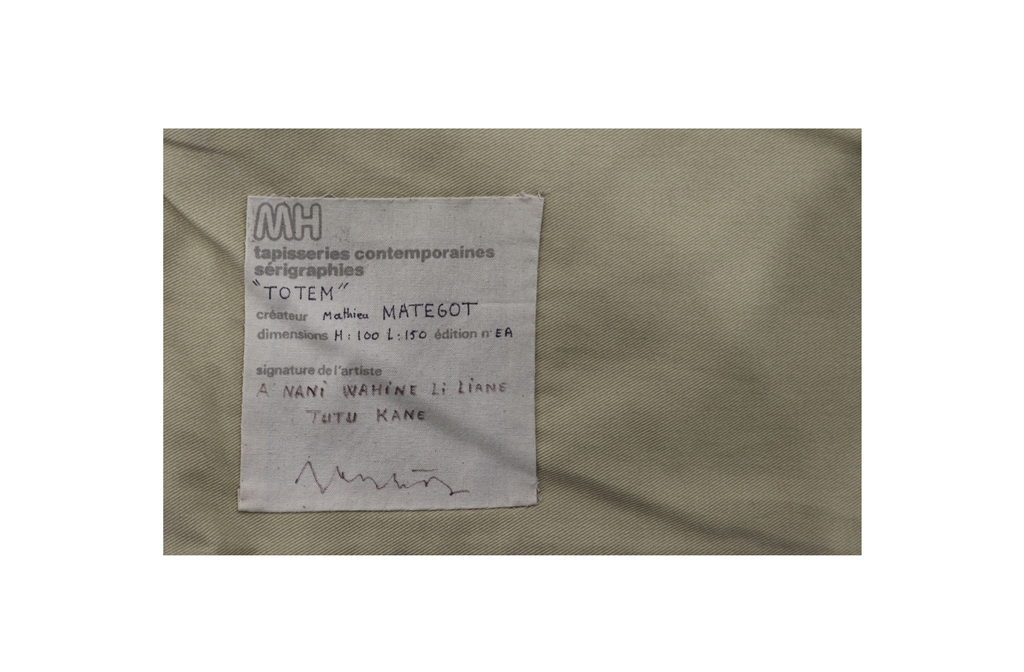 MH
tapisseries contemporaines
sérigraphies
"TOTEM"
créateur Mathieu MATEGOT
dimensions H : 100 L : 150 édition n° EA
signature de l'artiste
A NANI WAHINE Li LIANE
TUTU KANE